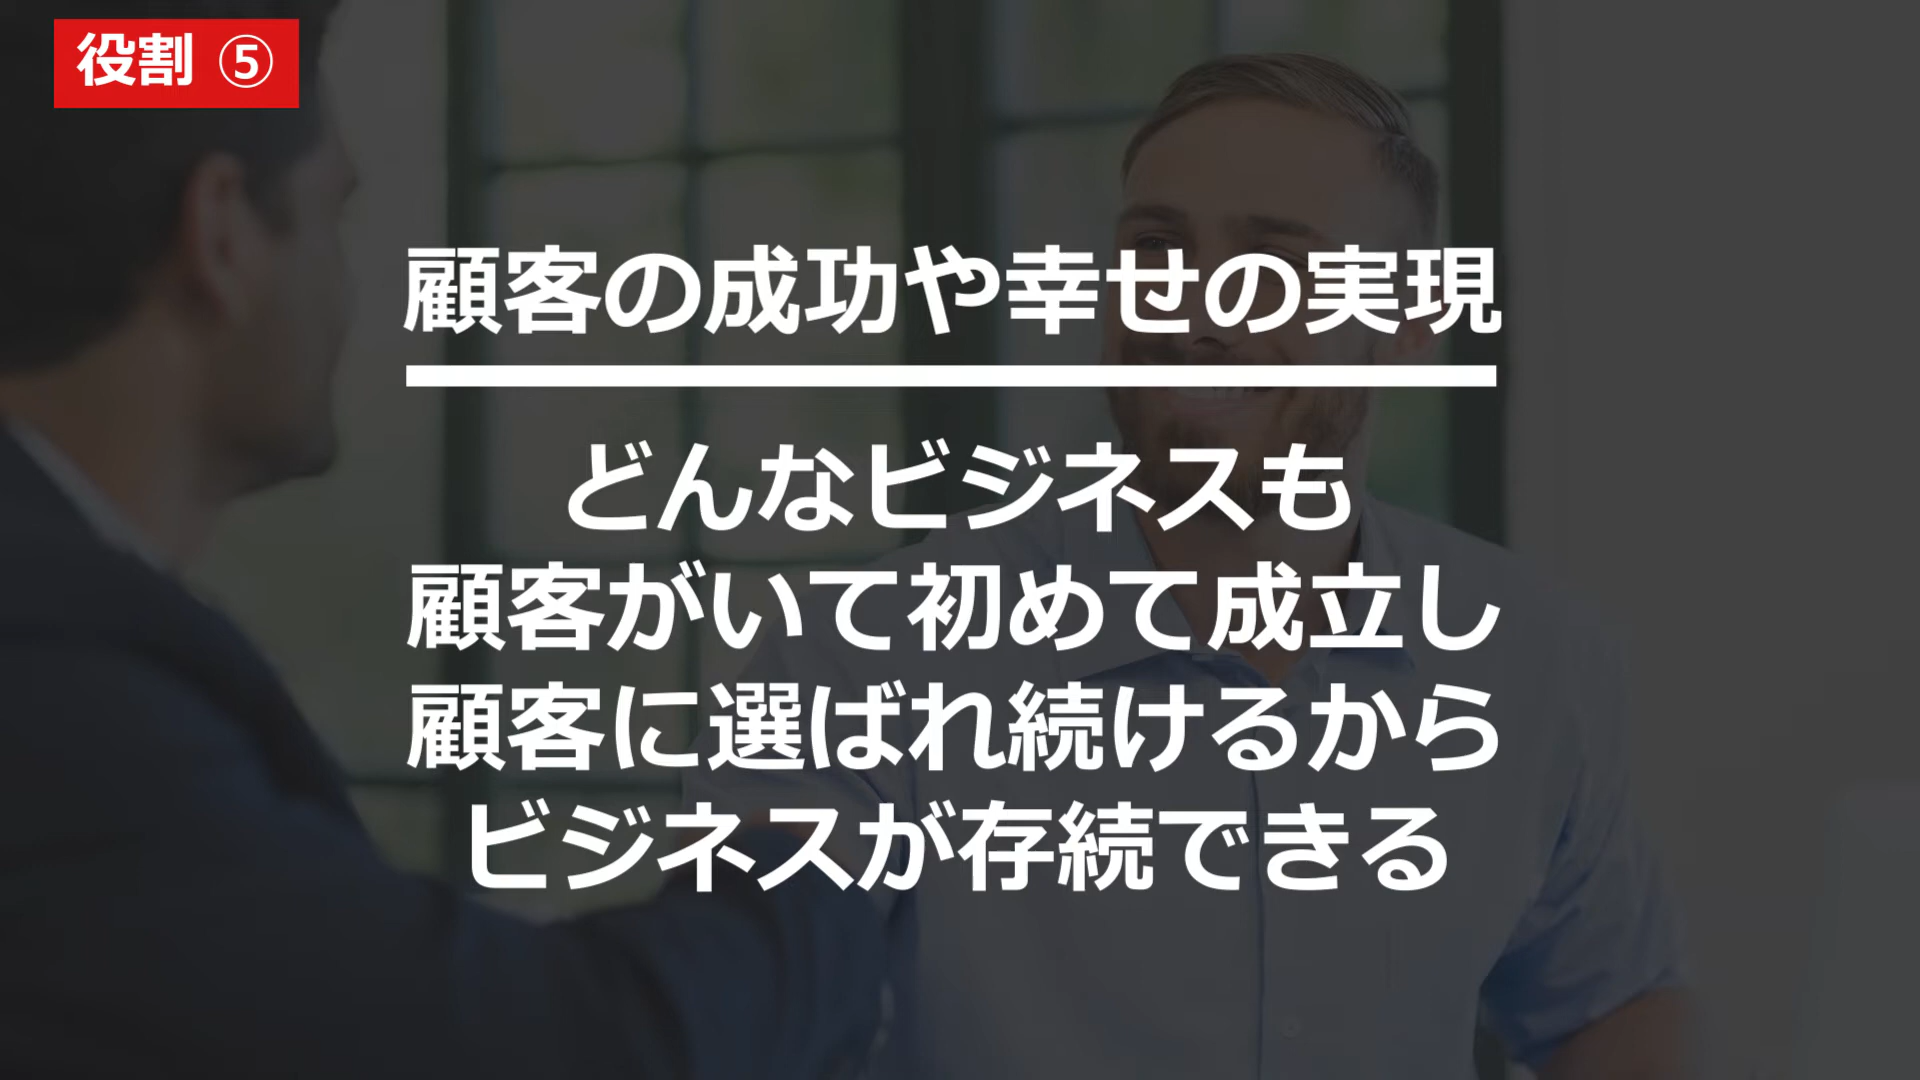 役割 ⑤
顧客の成功や幸せの実現
どんなビジネスも
顧客がいて初めて成立し
顧客に選ばれ続けるから
ビジネスが存続できる